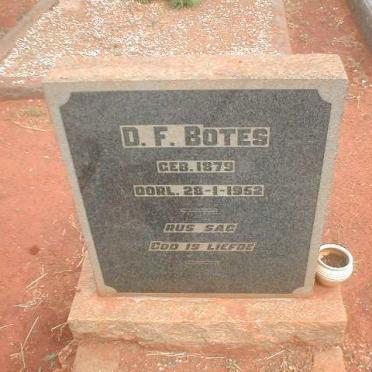 D. F. BOTES
GEB. 1879
OORL. 28-1-1952
RUS SAG
GOD IS LIEFDE